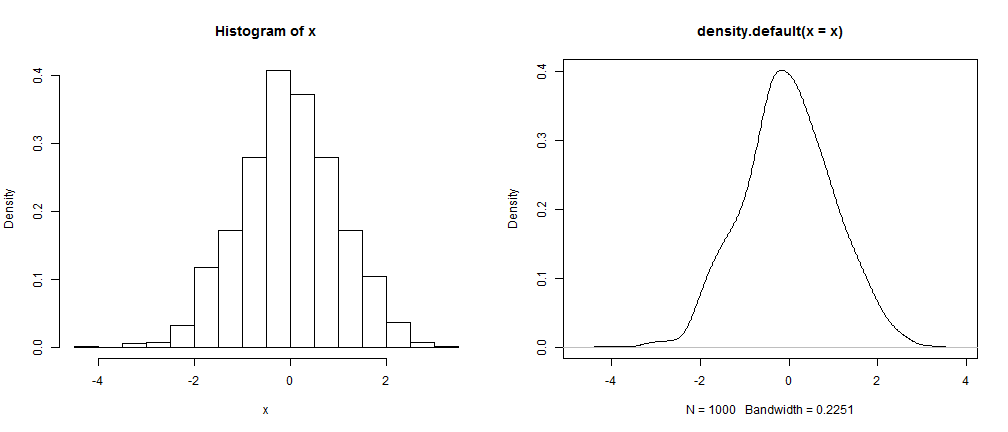 Histogram of x
Density
0.4
0.3
0.2
0.1
0.0
-4 -2 0 2
x
density.default(x = x)
Density
0.4
0.3
0.2
0.1
0.0
-4 -2 0 2 4
N = 1000 Bandwidth = 0.2251